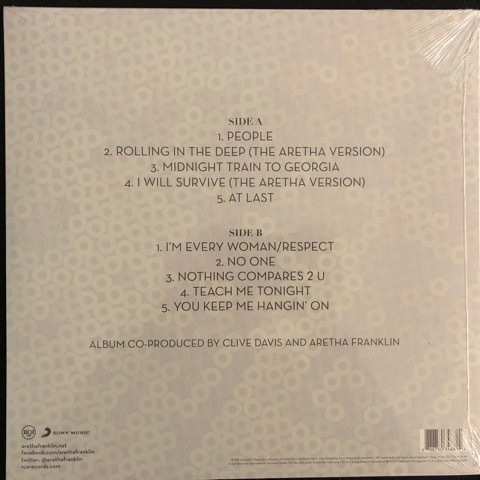 SIDE A
1. PEOPLE
2. ROLLING IN THE DEEP (THE ARETHA VERSION)
3. MIDNIGHT TRAIN TO GEORGIA
4. I WILL SURVIVE (THE ARETHA VERSION)
5. AT LAST
SIDE B
1. I'M EVERY WOMAN/RESPECT
2. NO ONE
3. NOTHING COMPARES 2 U
4. TEACH ME TONIGHT
5. YOU KEEP ME HANGIN' ON
ALBUM CO-PRODUCED BY CLIVE DAVIS AND ARETHA FRANKLIN
RCA SONY MUSIC
arethafranklin.net
facebook.com/arethafranklin
twitter: @arethafranklin
rcarecords.com